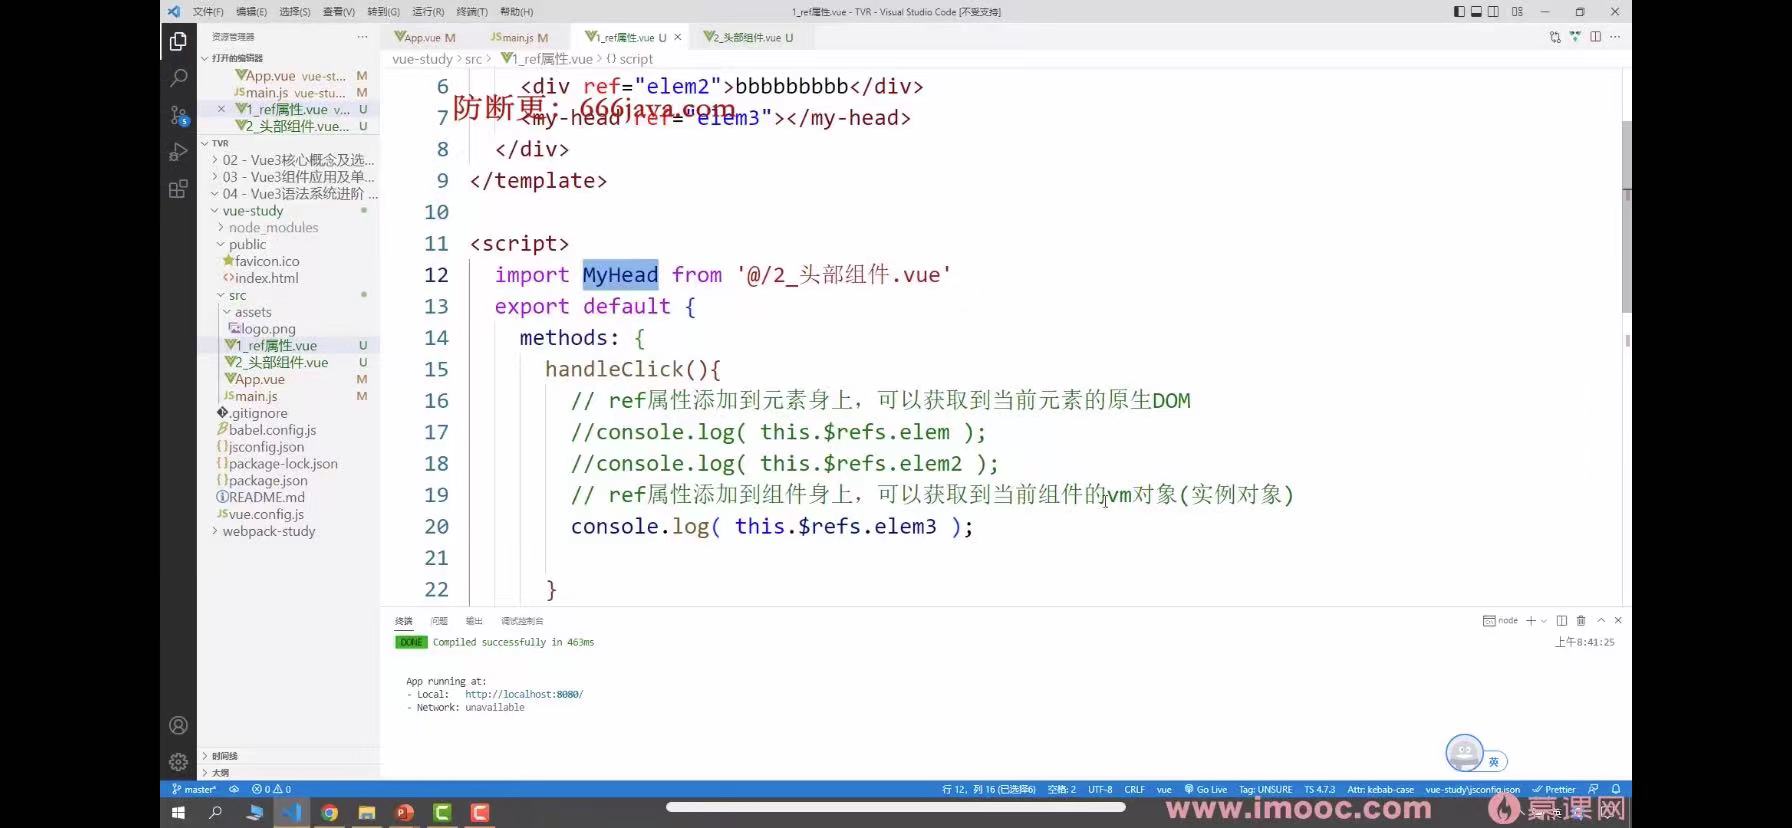 文件(F) 编辑(E) 选择(S) 查看(V) 转到(G) 运行(R) 终端(T) 帮助(H) 1_ref属性.vue - TVR - Visual Studio Code [不受支持]
资源管理器 ···
打开的编辑器
App.vue vue-st... M
main.js vue-stu... M
1_ref属性.vue v... U
2_头部组件.vue... U
TVR
02 - Vue3核心概念及选...
03 - Vue3组件应用及单...
04 - Vue3语法系统进阶 ...
vue-study
node_modules
public
favicon.ico
index.html
src
assets
logo.png
1_ref属性.vue U
2_头部组件.vue U
App.vue M
main.js M
.gitignore
babel.config.js
jsconfig.json
package-lock.json
package.json
README.md
vue.config.js
webpack-study
时间线
大纲
App.vue M main.js M 1_ref属性.vue U 2_头部组件.vue U
vue-study > src > 1_ref属性.vue > {} script
6 <div ref="elem2">bbbbbbbbb</div>
防断更：666java.com
7 <my-head ref="elem3"></my-head>
8 </div>
9 </template>
10
11 <script>
12 import MyHead from '@/2_头部组件.vue'
13 export default {
14 methods: {
15 handleClick(){
16 // ref属性添加到元素身上，可以获取到当前元素的原生DOM
17 //console.log( this.$refs.elem );
18 //console.log( this.$refs.elem2 );
19 // ref属性添加到组件身上，可以获取到当前组件的vm对象(实例对象)
20 console.log( this.$refs.elem3 );
21
22 }
终端 问题 输出 调试控制台 node
DONE Compiled successfully in 463ms 上午8:41:25
App running at:
- Local: http://localhost:8080/
- Network: unavailable
英
master* 0 0 行 12, 列 16 (已选择6) 空格: 2 UTF-8 CRLF vue Go Live Tag: UNSURE TS 4.7.3 Attr: kebab-case vue-study\jsconfig.json Prettier
www.imooc.com 慕课网